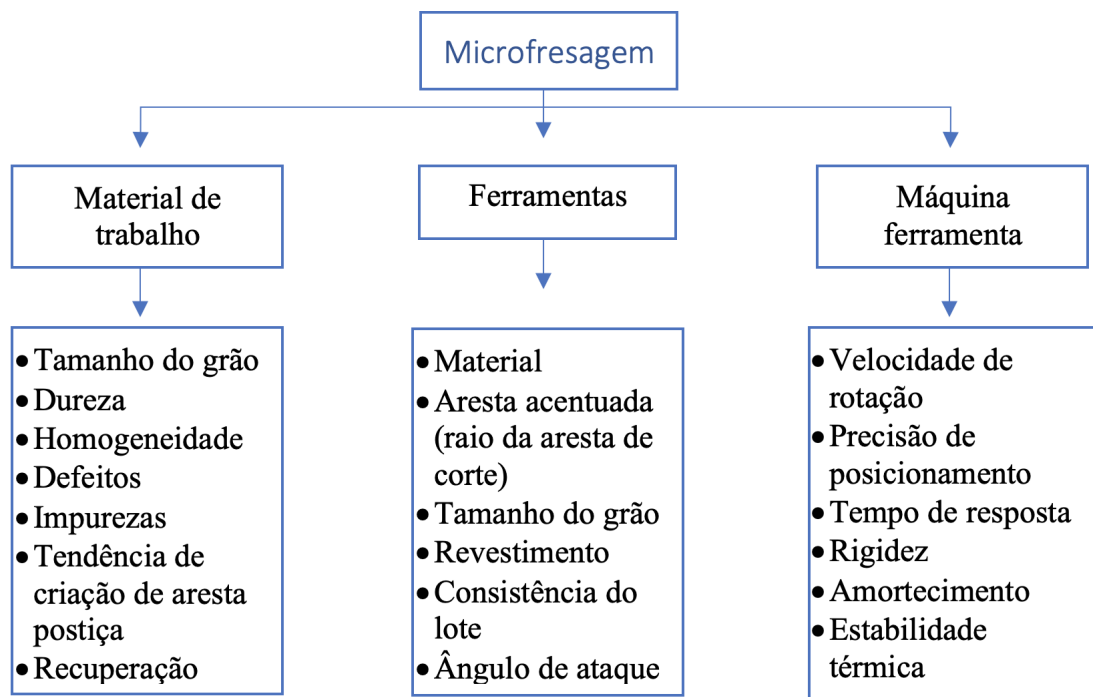 Microfresagem
Material de
trabalho
Ferramentas
Máquina
ferramenta
•Tamanho do grão
•Dureza
•Homogeneidade
•Defeitos
•Impurezas
•Tendência de
criação de aresta
postiça
•Recuperação
•Material
•Aresta acentuada
(raio da aresta de
corte)
•Tamanho do grão
•Revestimento
•Consistência do
lote
•Ângulo de ataque
•Velocidade de
rotação
•Precisão de
posicionamento
•Tempo de resposta
•Rigidez
•Amortecimento
•Estabilidade
térmica